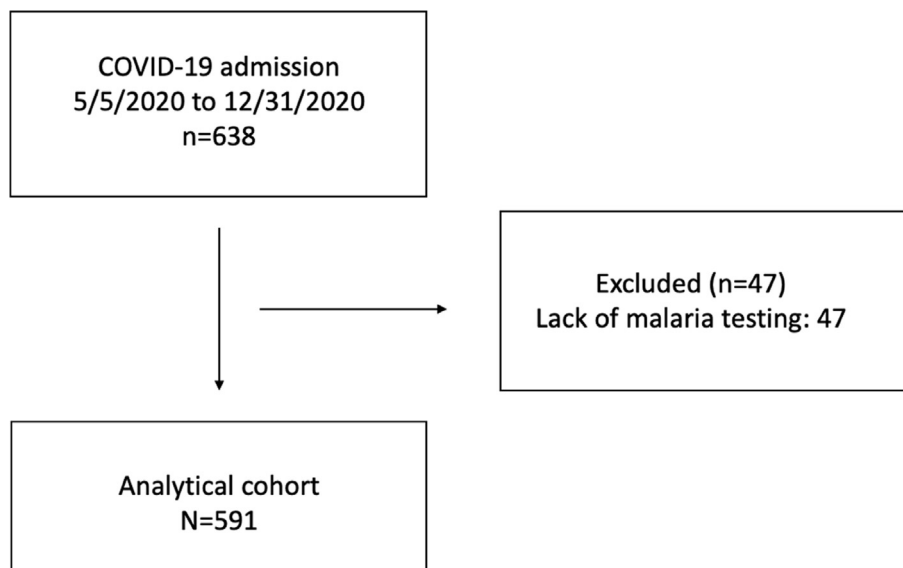 COVID-19 admission
5/5/2020 to 12/31/2020
n=638
Excluded (n=47)
Lack of malaria testing: 47
Analytical cohort
N=591